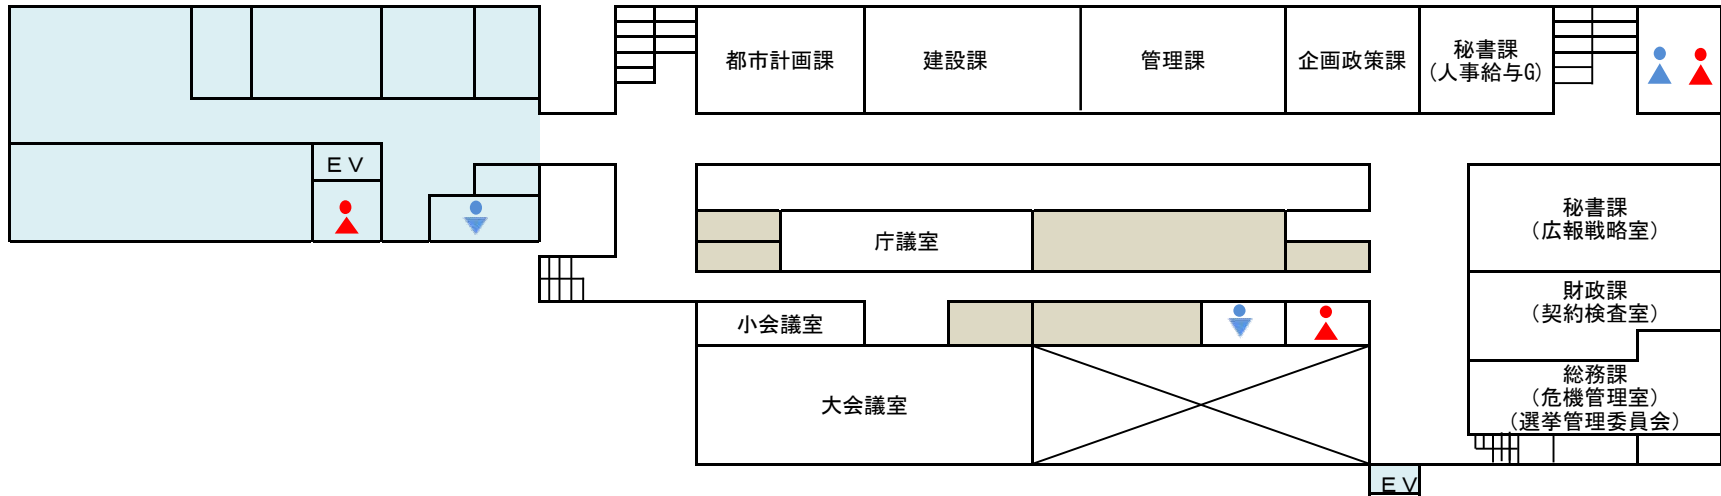 都市計画課
建設課
管理課
企画政策課
秘書課
(人事給与G)
ＥＶ
秘書課
（広報戦略室）
庁議室
財政課
（契約検査室）
小会議室
総務課
（危機管理室）
（選挙管理委員会）
大会議室
ＥＶ